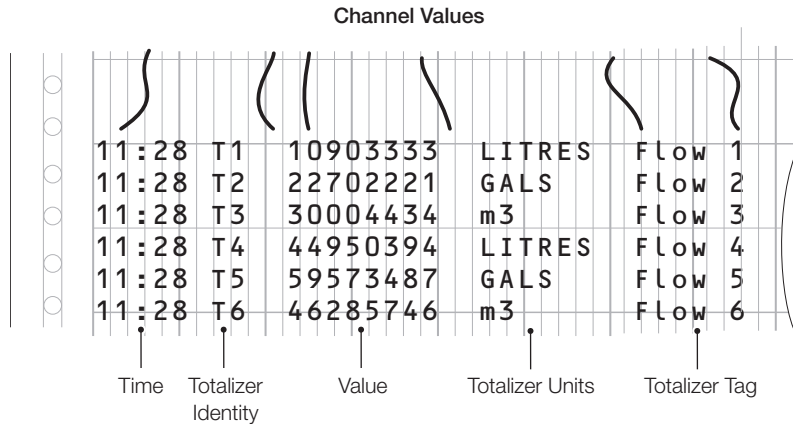 Channel Values
11:28 T1 10903333 LITRES Flow 1
11:28 T2 22702221 GALS Flow 2
11:28 T3 30004434 m3 Flow 3
11:28 T4 44950394 LITRES Flow 4
11:28 T5 59573487 GALS Flow 5
11:28 T6 46285746 m3 Flow 6
Time Totalizer Identity Value Totalizer Units Totalizer Tag